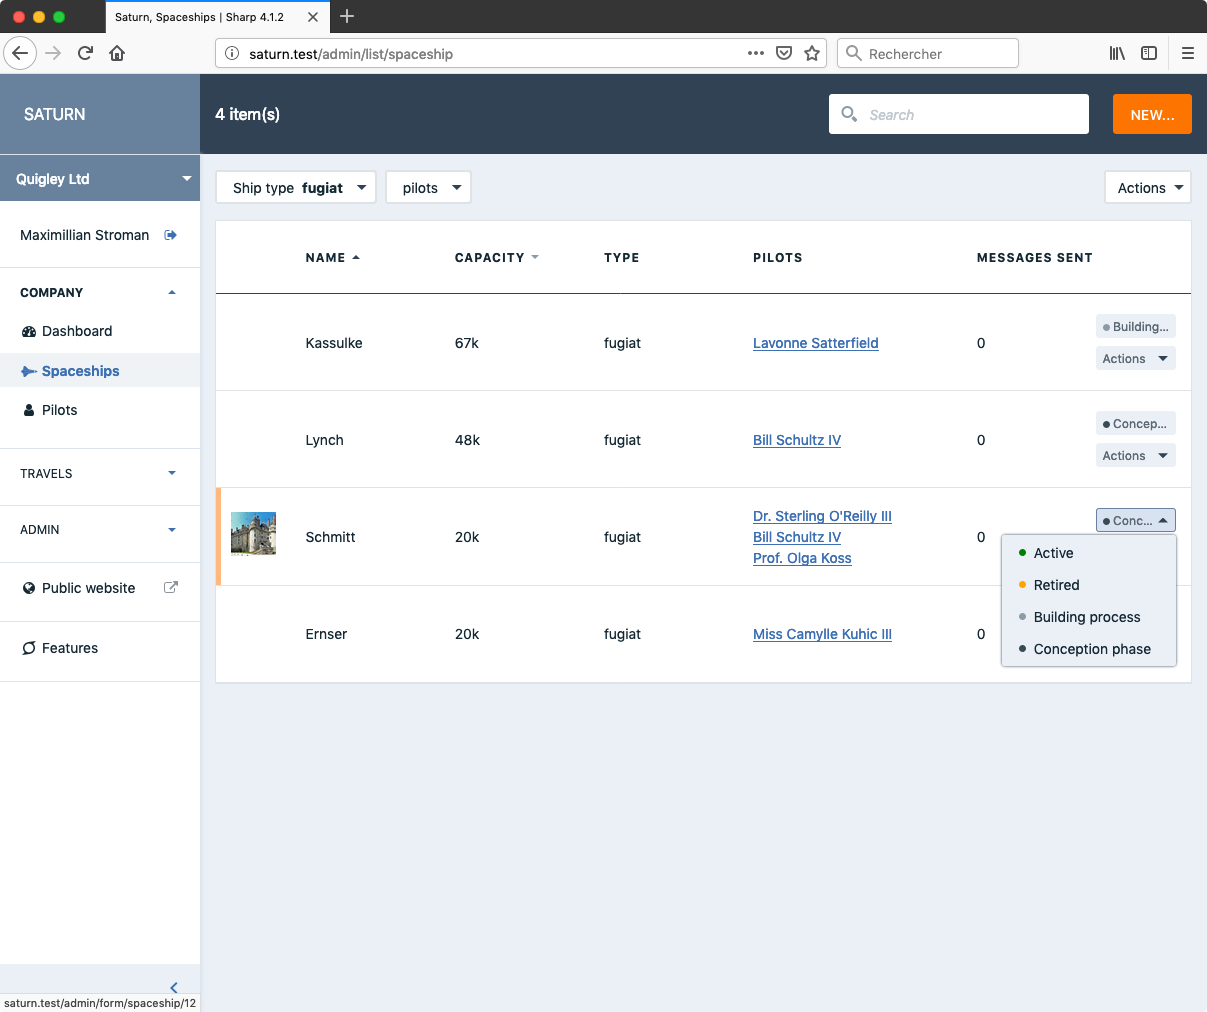 Saturn, Spaceships | Sharp 4.1.2
saturn.test/admin/list/spaceship
Rechercher
SATURN
4 item(s)
Search
NEW...
Quigley Ltd
Ship type fugiat
pilots
Actions
Maximillian Stroman
COMPANY
Dashboard
Spaceships
Pilots
TRAVELS
ADMIN
Public website
Features
NAME CAPACITY TYPE PILOTS MESSAGES SENT
Kassulke 67k fugiat Lavonne Satterfield 0
Building...
Actions
Lynch 48k fugiat Bill Schultz IV 0
Concep...
Actions
Schmitt 20k fugiat
Dr. Sterling O'Reilly III
Bill Schultz IV
Prof. Olga Koss
0
Conc...
Active
Retired
Building process
Conception phase
Ernser 20k fugiat Miss Camylle Kuhic III 0
saturn.test/admin/form/spaceship/12